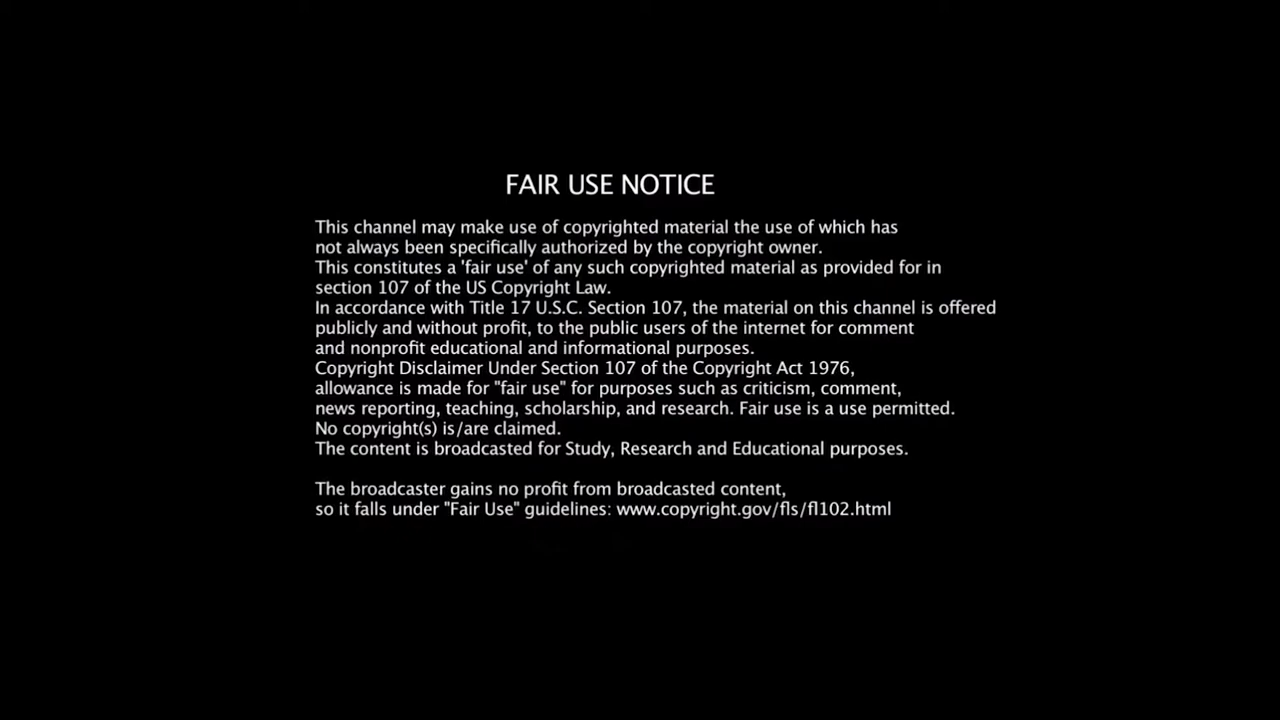 FAIR USE NOTICE
This channel may make use of copyrighted material the use of which has
not always been specifically authorized by the copyright owner.
This constitutes a 'fair use' of any such copyrighted material as provided for in
section 107 of the US Copyright Law.
In accordance with Title 17 U.S.C. Section 107, the material on this channel is offered
publicly and without profit, to the public users of the internet for comment
and nonprofit educational and informational purposes.
Copyright Disclaimer Under Section 107 of the Copyright Act 1976,
allowance is made for "fair use" for purposes such as criticism, comment,
news reporting, teaching, scholarship, and research. Fair use is a use permitted.
No copyright(s) is/are claimed.
The content is broadcasted for Study, Research and Educational purposes.
The broadcaster gains no profit from broadcasted content,
so it falls under "Fair Use" guidelines: www.copyright.gov/fls/fl102.html